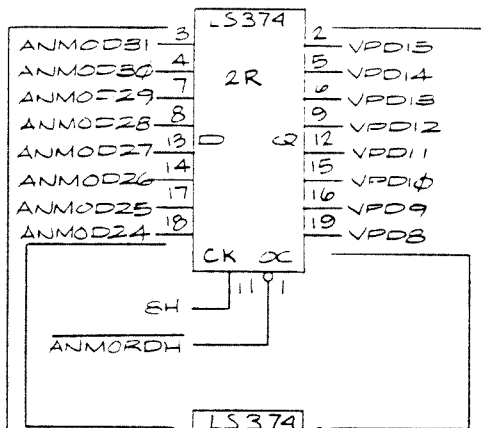 LS374
ANMOD31 3 2 VPD15
ANMOD30 4 5 VPD14
2R
ANMOD29 7 6 VPD13
ANMOD28 8 9 VPD12
ANMOD27 13 D Q 12 VPD11
ANMOD26 14 15 VPD10
ANMOD25 17 16 VPD9
ANMOD24 18 19 VPD8
CK OC
11 1
8H
ANMORDH
LS374